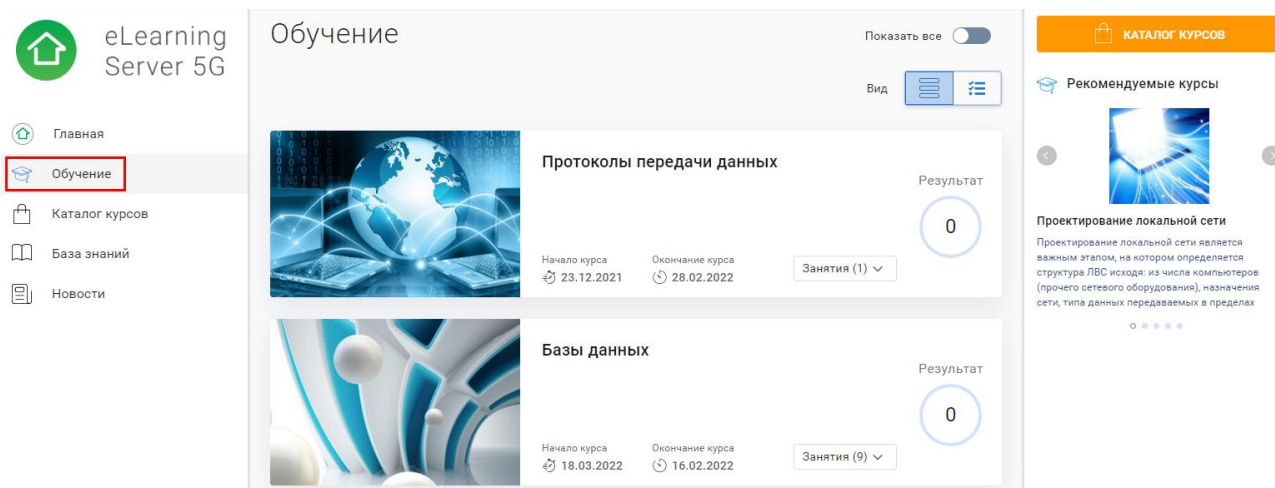 eLearning
Server 5G
Главная
Обучение
Каталог курсов
База знаний
Новости
Обучение
Показать все
Вид
Протоколы передачи данных
Результат
0
Начало курса
Окончание курса
23.12.2021
28.02.2022
Занятия (1)
Базы данных
Результат
0
Начало курса
Окончание курса
18.03.2022
16.02.2022
Занятия (9)
КАТАЛОГ КУРСОВ
Рекомендуемые курсы
Проектирование локальной сети
Проектирование локальной сети является
важным этапом, на котором определяется
структура ЛВС исходя: из числа компьютеров
(прочего сетевого оборудования), назначения
сети, типа данных передаваемых в пределах